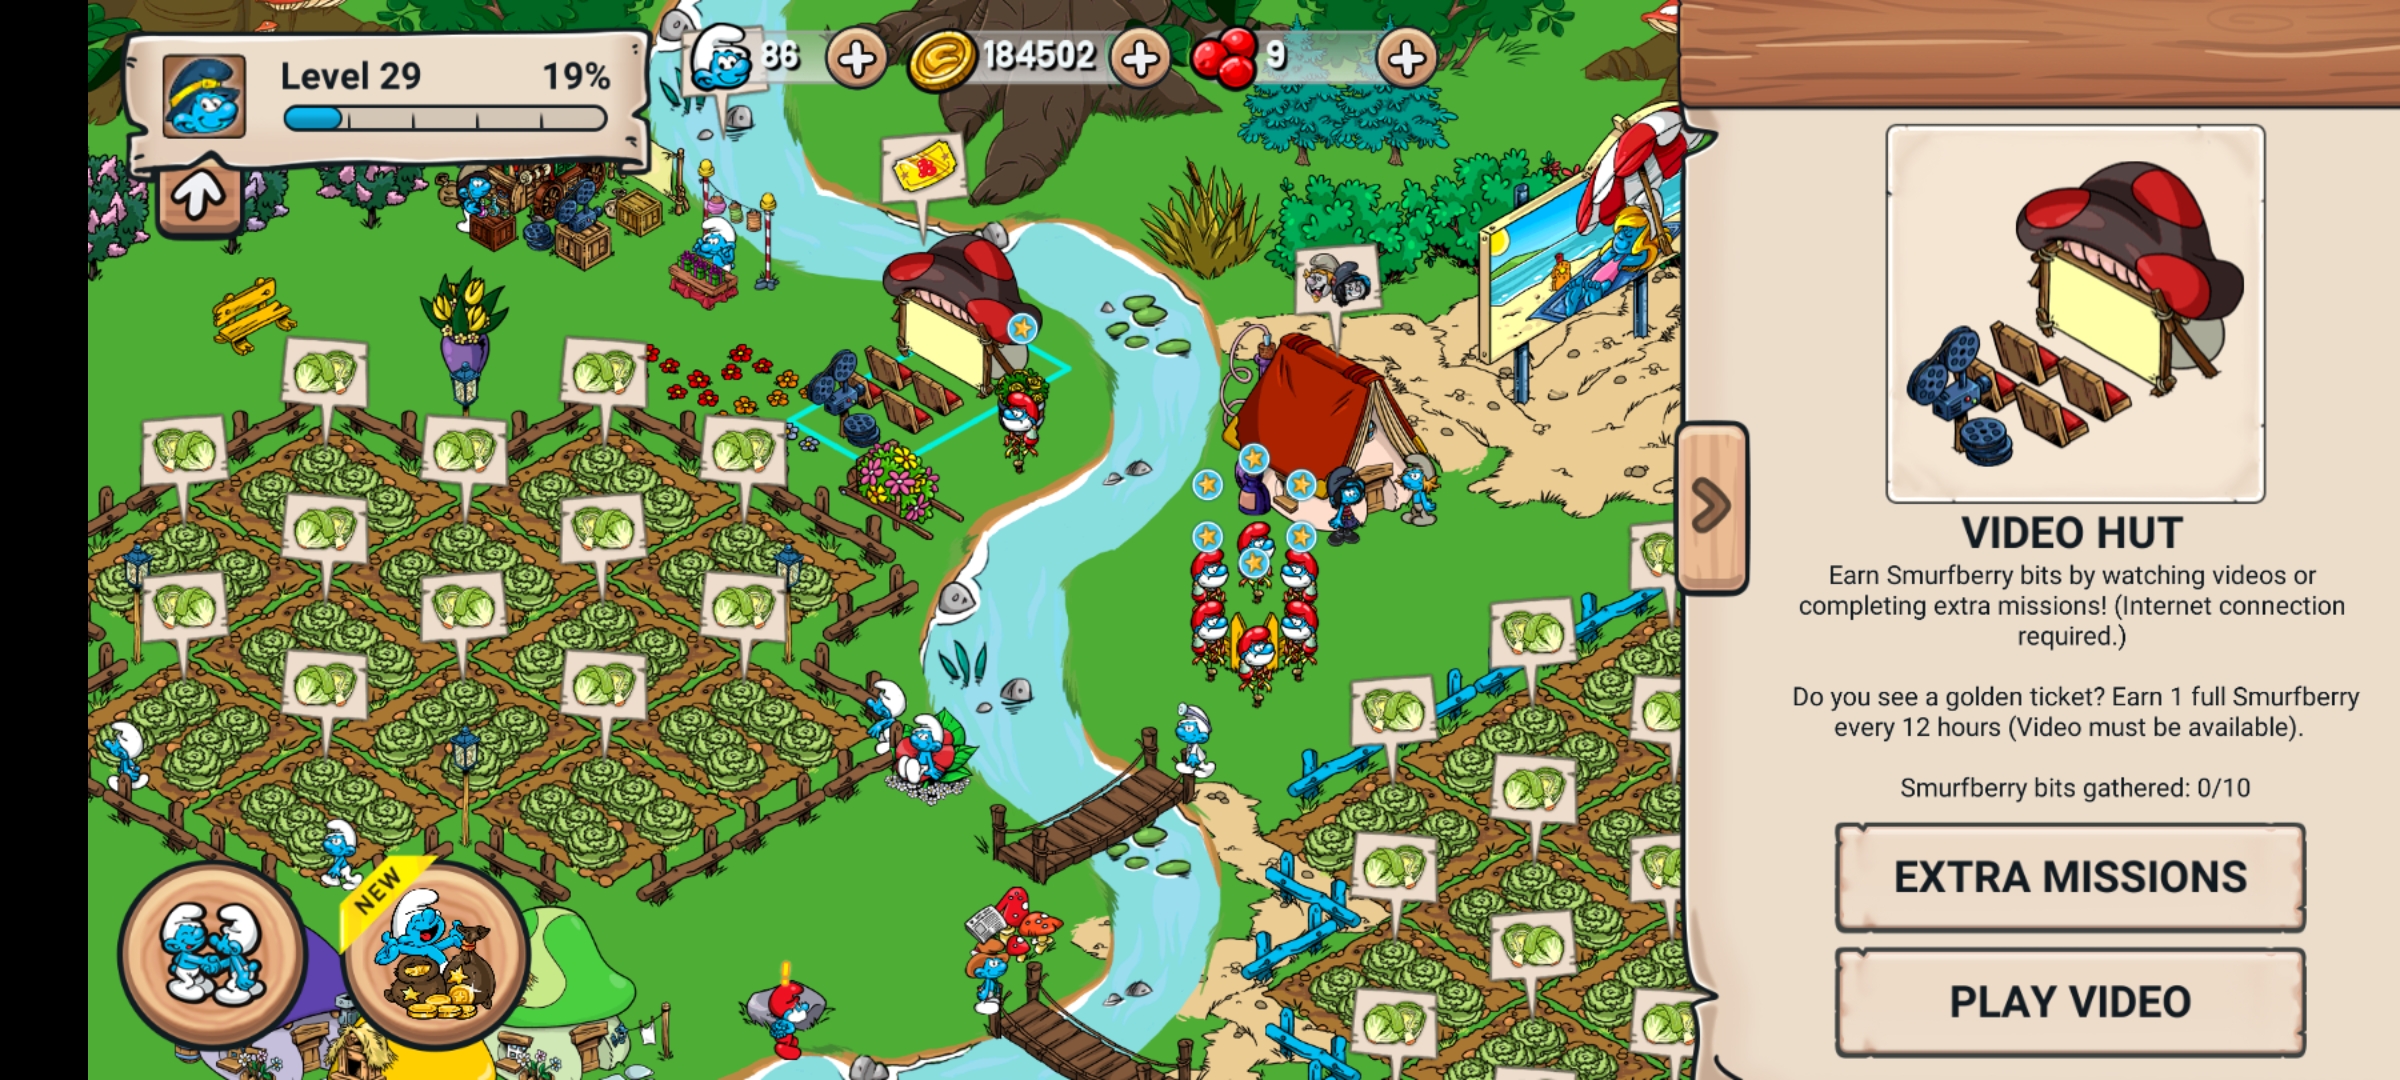 Level 29
19%
86
184502
9
NEW
VIDEO HUT
Earn Smurfberry bits by watching videos or
completing extra missions! (Internet connection
required.)
Do you see a golden ticket? Earn 1 full Smurfberry
every 12 hours (Video must be available).
Smurfberry bits gathered: 0/10
EXTRA MISSIONS
PLAY VIDEO